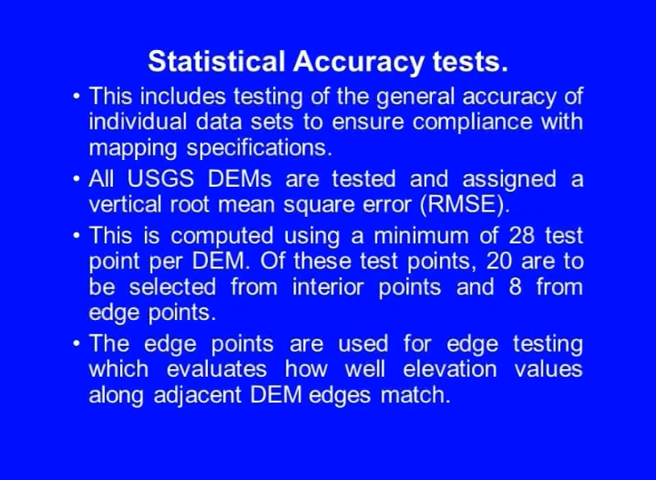 Statistical Accuracy tests.
• This includes testing of the general accuracy of
individual data sets to ensure compliance with
mapping specifications.
• All USGS DEMs are tested and assigned a
vertical root mean square error (RMSE).
• This is computed using a minimum of 28 test
point per DEM. Of these test points, 20 are to
be selected from interior points and 8 from
edge points.
• The edge points are used for edge testing
which evaluates how well elevation values
along adjacent DEM edges match.